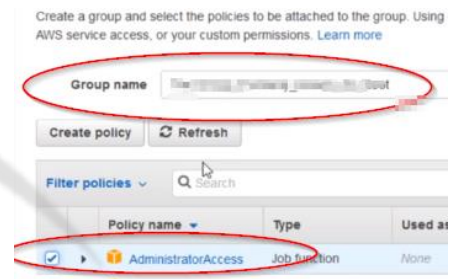 Create a group and select the policies to be attached to the group. Using
AWS service access, or your custom permissions. Learn more
Group name
Create policy Refresh
Filter policies Search
Policy name Type Used as
AdministratorAccess Job function None